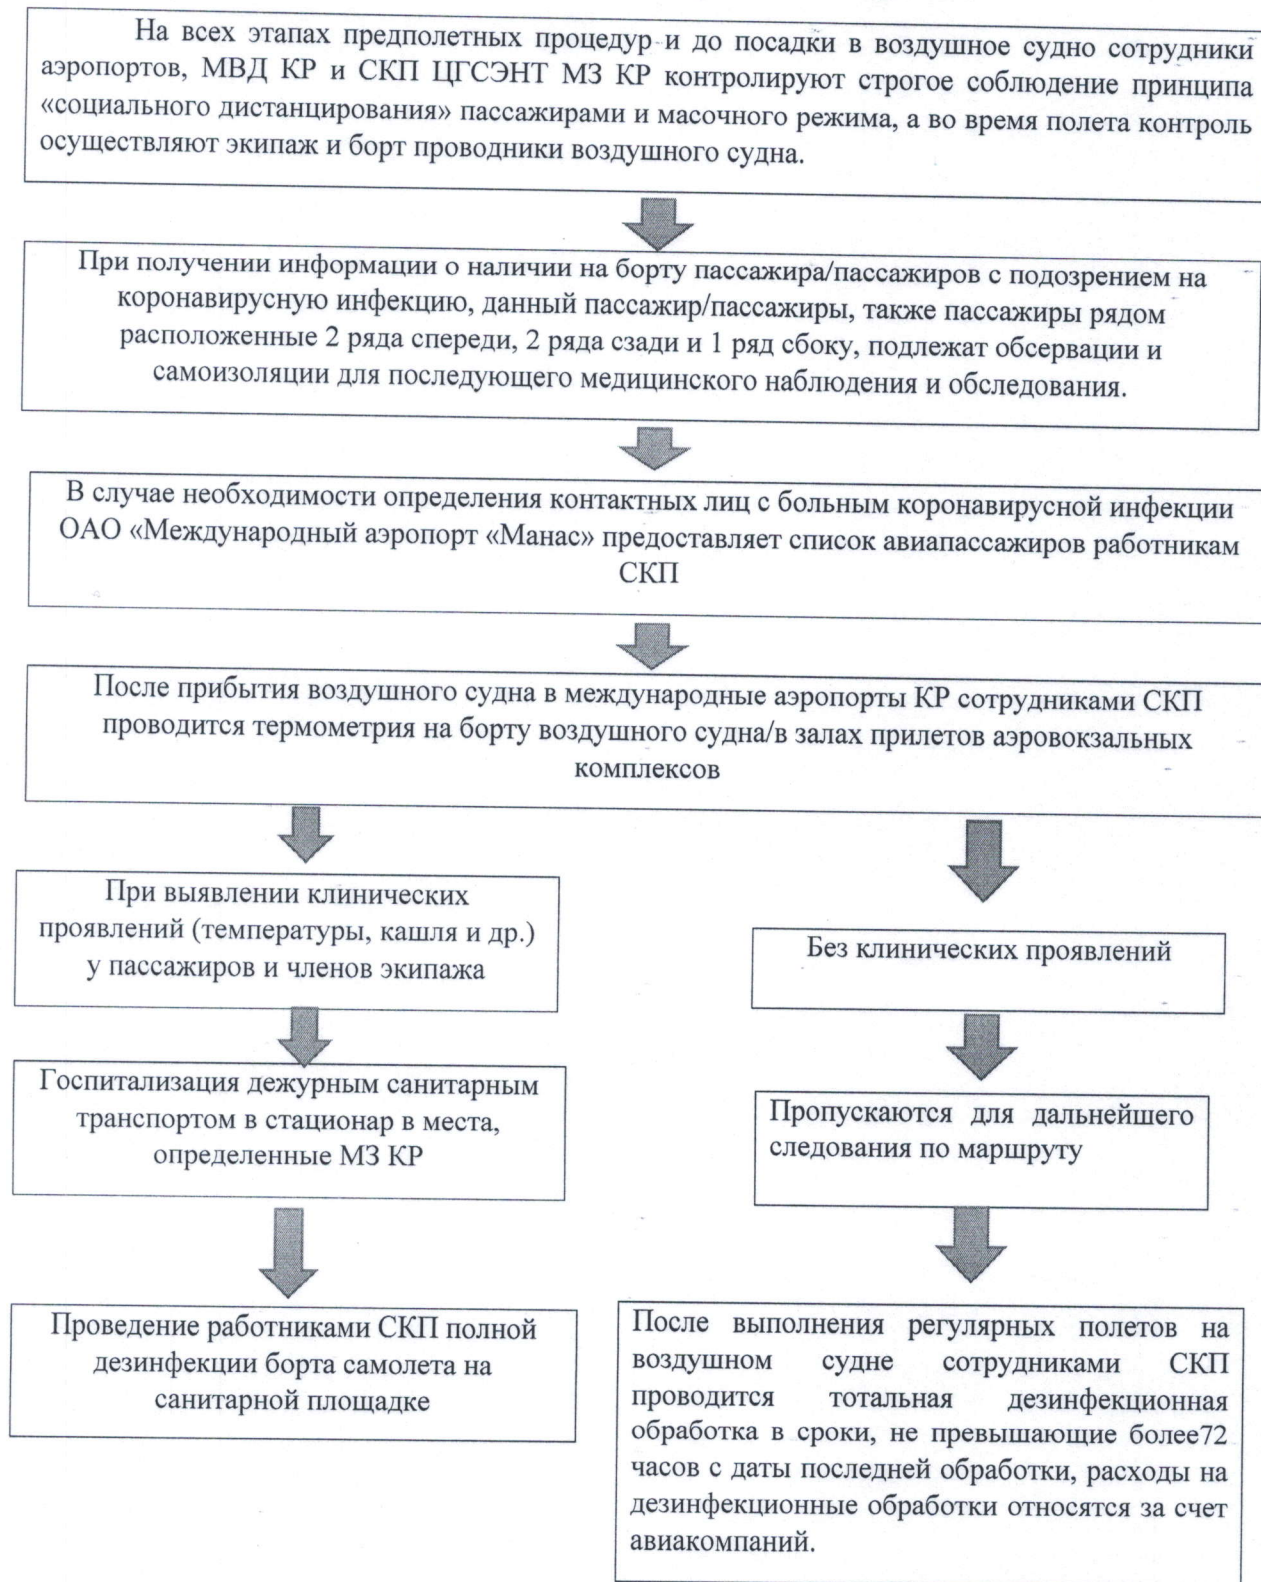 На всех этапах предполетных процедур и до посадки в воздушное судно сотрудники
аэропортов, МВД КР и СКП ЦГСЭНТ МЗ КР контролируют строгое соблюдение принципа
«социального дистанцирования» пассажирами и масочного режима, а во время полета контроль
осуществляют экипаж и борт проводники воздушного судна.
При получении информации о наличии на борту пассажира/пассажиров с подозрением на
коронавирусную инфекцию, данный пассажир/пассажиры, также пассажиры рядом
расположенные 2 ряда спереди, 2 ряда сзади и 1 ряд сбоку, подлежат обсервации и
самоизоляции для последующего медицинского наблюдения и обследования.
В случае необходимости определения контактных лиц с больным коронавирусной инфекции
ОАО «Международный аэропорт «Манас» предоставляет список авиапассажиров работникам
СКП
После прибытия воздушного судна в международные аэропорты КР сотрудниками СКП
проводится термометрия на борту воздушного судна/в залах прилетов аэровокзальных
комплексов
При выявлении клинических
проявлений (температуры, кашля и др.)
у пассажиров и членов экипажа
Госпитализация дежурным санитарным
транспортом в стационар в места,
определенные МЗ КР
Проведение работниками СКП полной
дезинфекции борта самолета на
санитарной площадке
Без клинических проявлений
Пропускаются для дальнейшего
следования по маршруту
После выполнения регулярных полетов на
воздушном судне сотрудниками СКП
проводится тотальная дезинфекционная
обработка в сроки, не превышающие более72
часов с даты последней обработки, расходы на
дезинфекционные обработки относятся за счет
авиакомпаний.